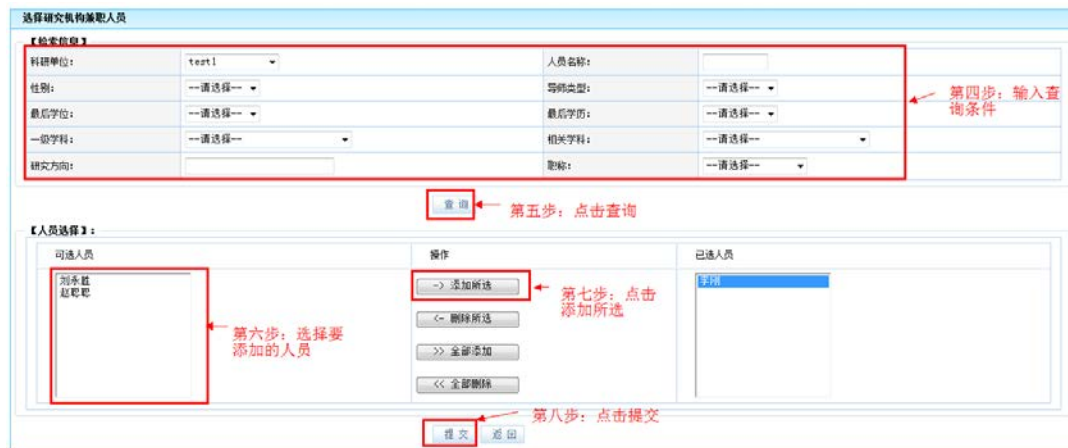 选择研究机构兼职人员
【检索信息】
科研单位： test1 人员名称：
性别： --请选择-- 导师类型： --请选择--
最后学位： --请选择-- 最后学历： --请选择--
一级学科： --请选择-- 相关学科： --请选择--
研究方向： 职称： --请选择--
第四步：输入查
询条件
查 询
第五步：点击查询
【人员选择】：
可选人员 操作 已选人员
刘永胜
赵聪聪
李刚
-> 添加所选
<- 删除所选
>> 全部添加
<< 全部删除
第六步：选择要
添加的人员
第七步：点击
添加所选
第八步：点击提交
提 交 返 回